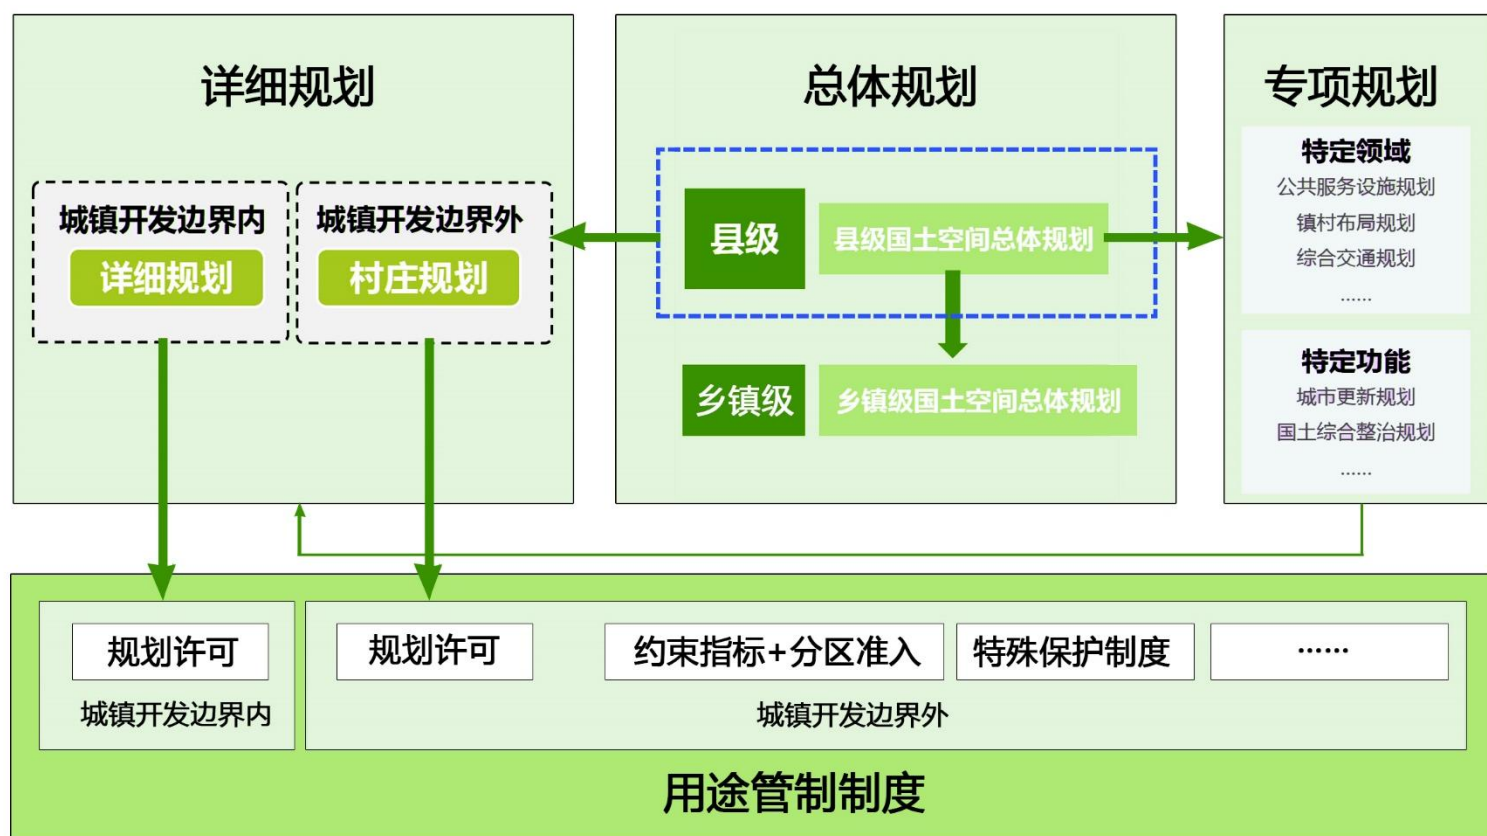 详细规划
城镇开发边界内
详细规划
城镇开发边界外
村庄规划
总体规划
县级
县级国土空间总体规划
乡镇级
乡镇级国土空间总体规划
专项规划
特定领域
公共服务设施规划
镇村布局规划
综合交通规划
......
特定功能
城市更新规划
国土综合整治规划
......
规划许可
城镇开发边界内
规划许可
约束指标+分区准入
特殊保护制度
……
城镇开发边界外
用途管制制度